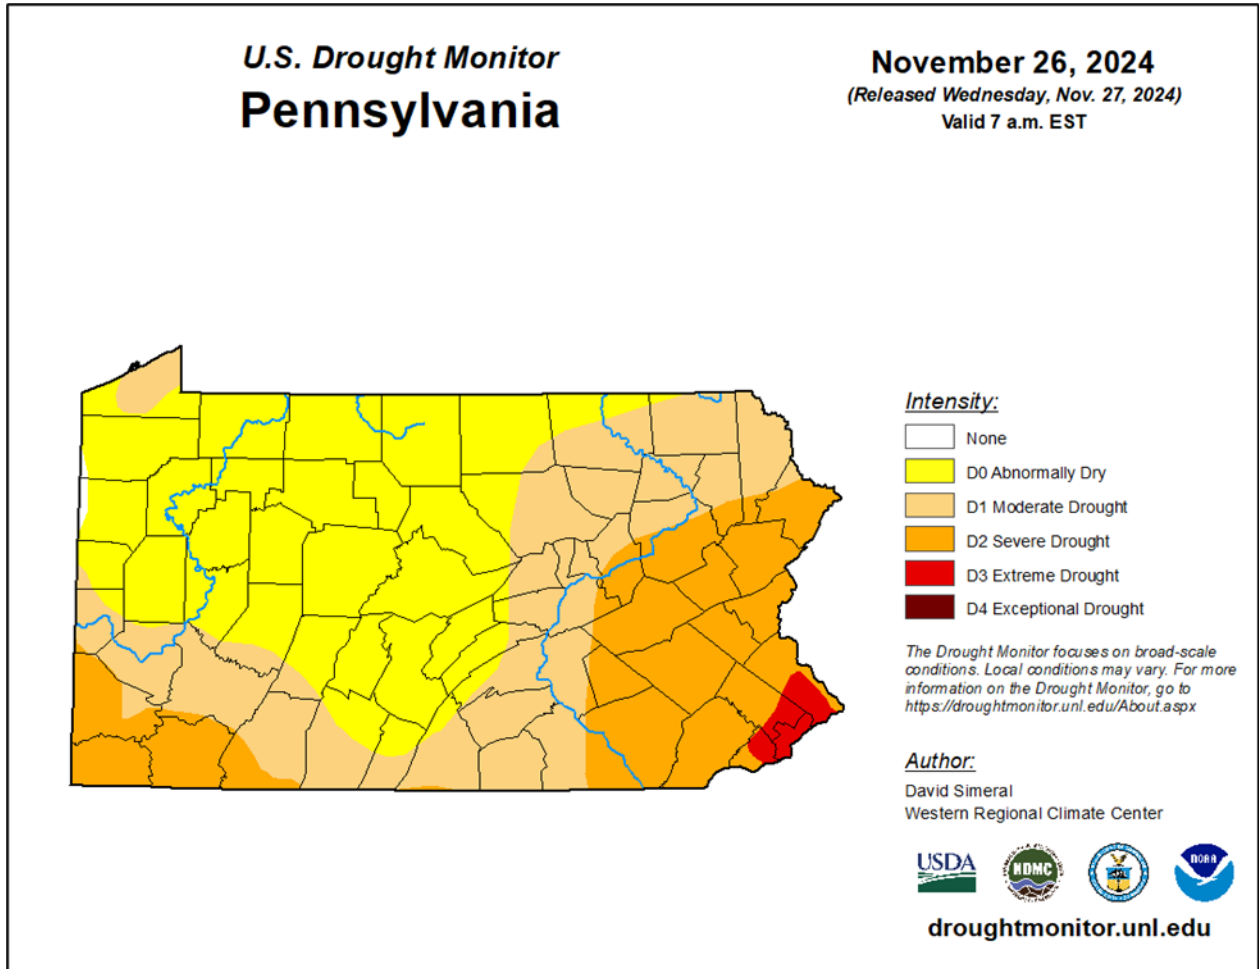 U.S. Drought Monitor
Pennsylvania
November 26, 2024
(Released Wednesday, Nov. 27, 2024)
Valid 7 a.m. EST
Intensity:
None
D0 Abnormally Dry
D1 Moderate Drought
D2 Severe Drought
D3 Extreme Drought
D4 Exceptional Drought
The Drought Monitor focuses on broad-scale
conditions. Local conditions may vary. For more
information on the Drought Monitor, go to
https://droughtmonitor.unl.edu/About.aspx
Author:
David Simeral
Western Regional Climate Center
USDA
NDMC
NOAA
droughtmonitor.unl.edu